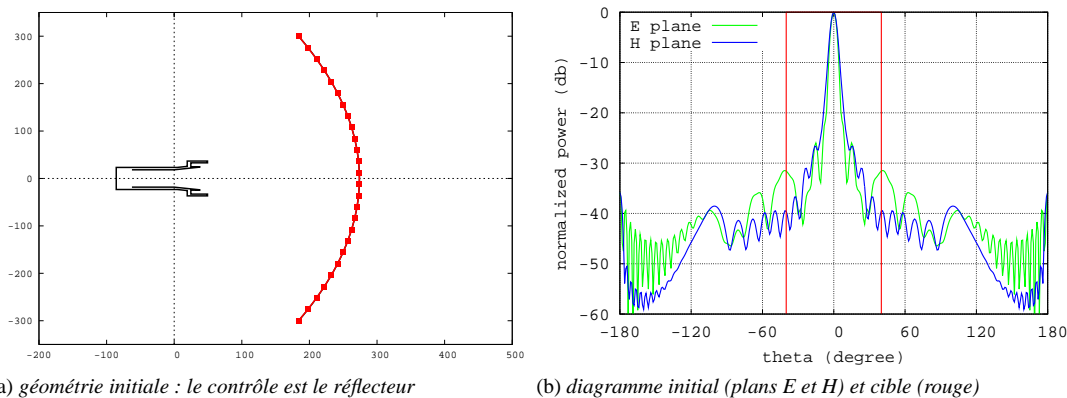 300
200
100
0
-100
-200
-300
-200 -100 0 100 200 300 400 500
a) géométrie initiale : le contrôle est le réflecteur
E plane
H plane
normalized power (db)
0
-10
-20
-30
-40
-50
-60
-180 -120 -60 0 60 120 180
theta (degree)
(b) diagramme initial (plans E et H) et cible (rouge)